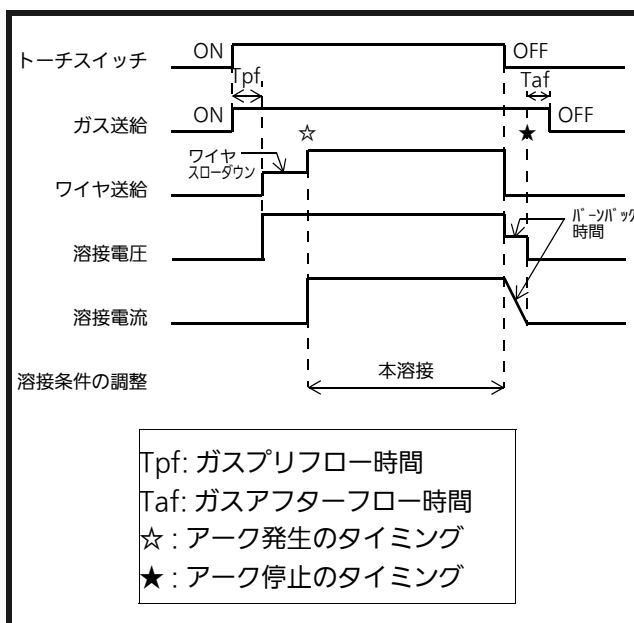 トーチスイッチ ON OFF
Tpf Taf
ガス送給 ON OFF
☆ ★
ワイヤ
スローダウン
ワイヤ送給
バーンバック
時間
溶接電圧
溶接電流
溶接条件の調整 本溶接
Tpf: ガスプリフロー時間
Taf: ガスアフターフロー時間
☆ : アーク発生のタイミング
★ : アーク停止のタイミング